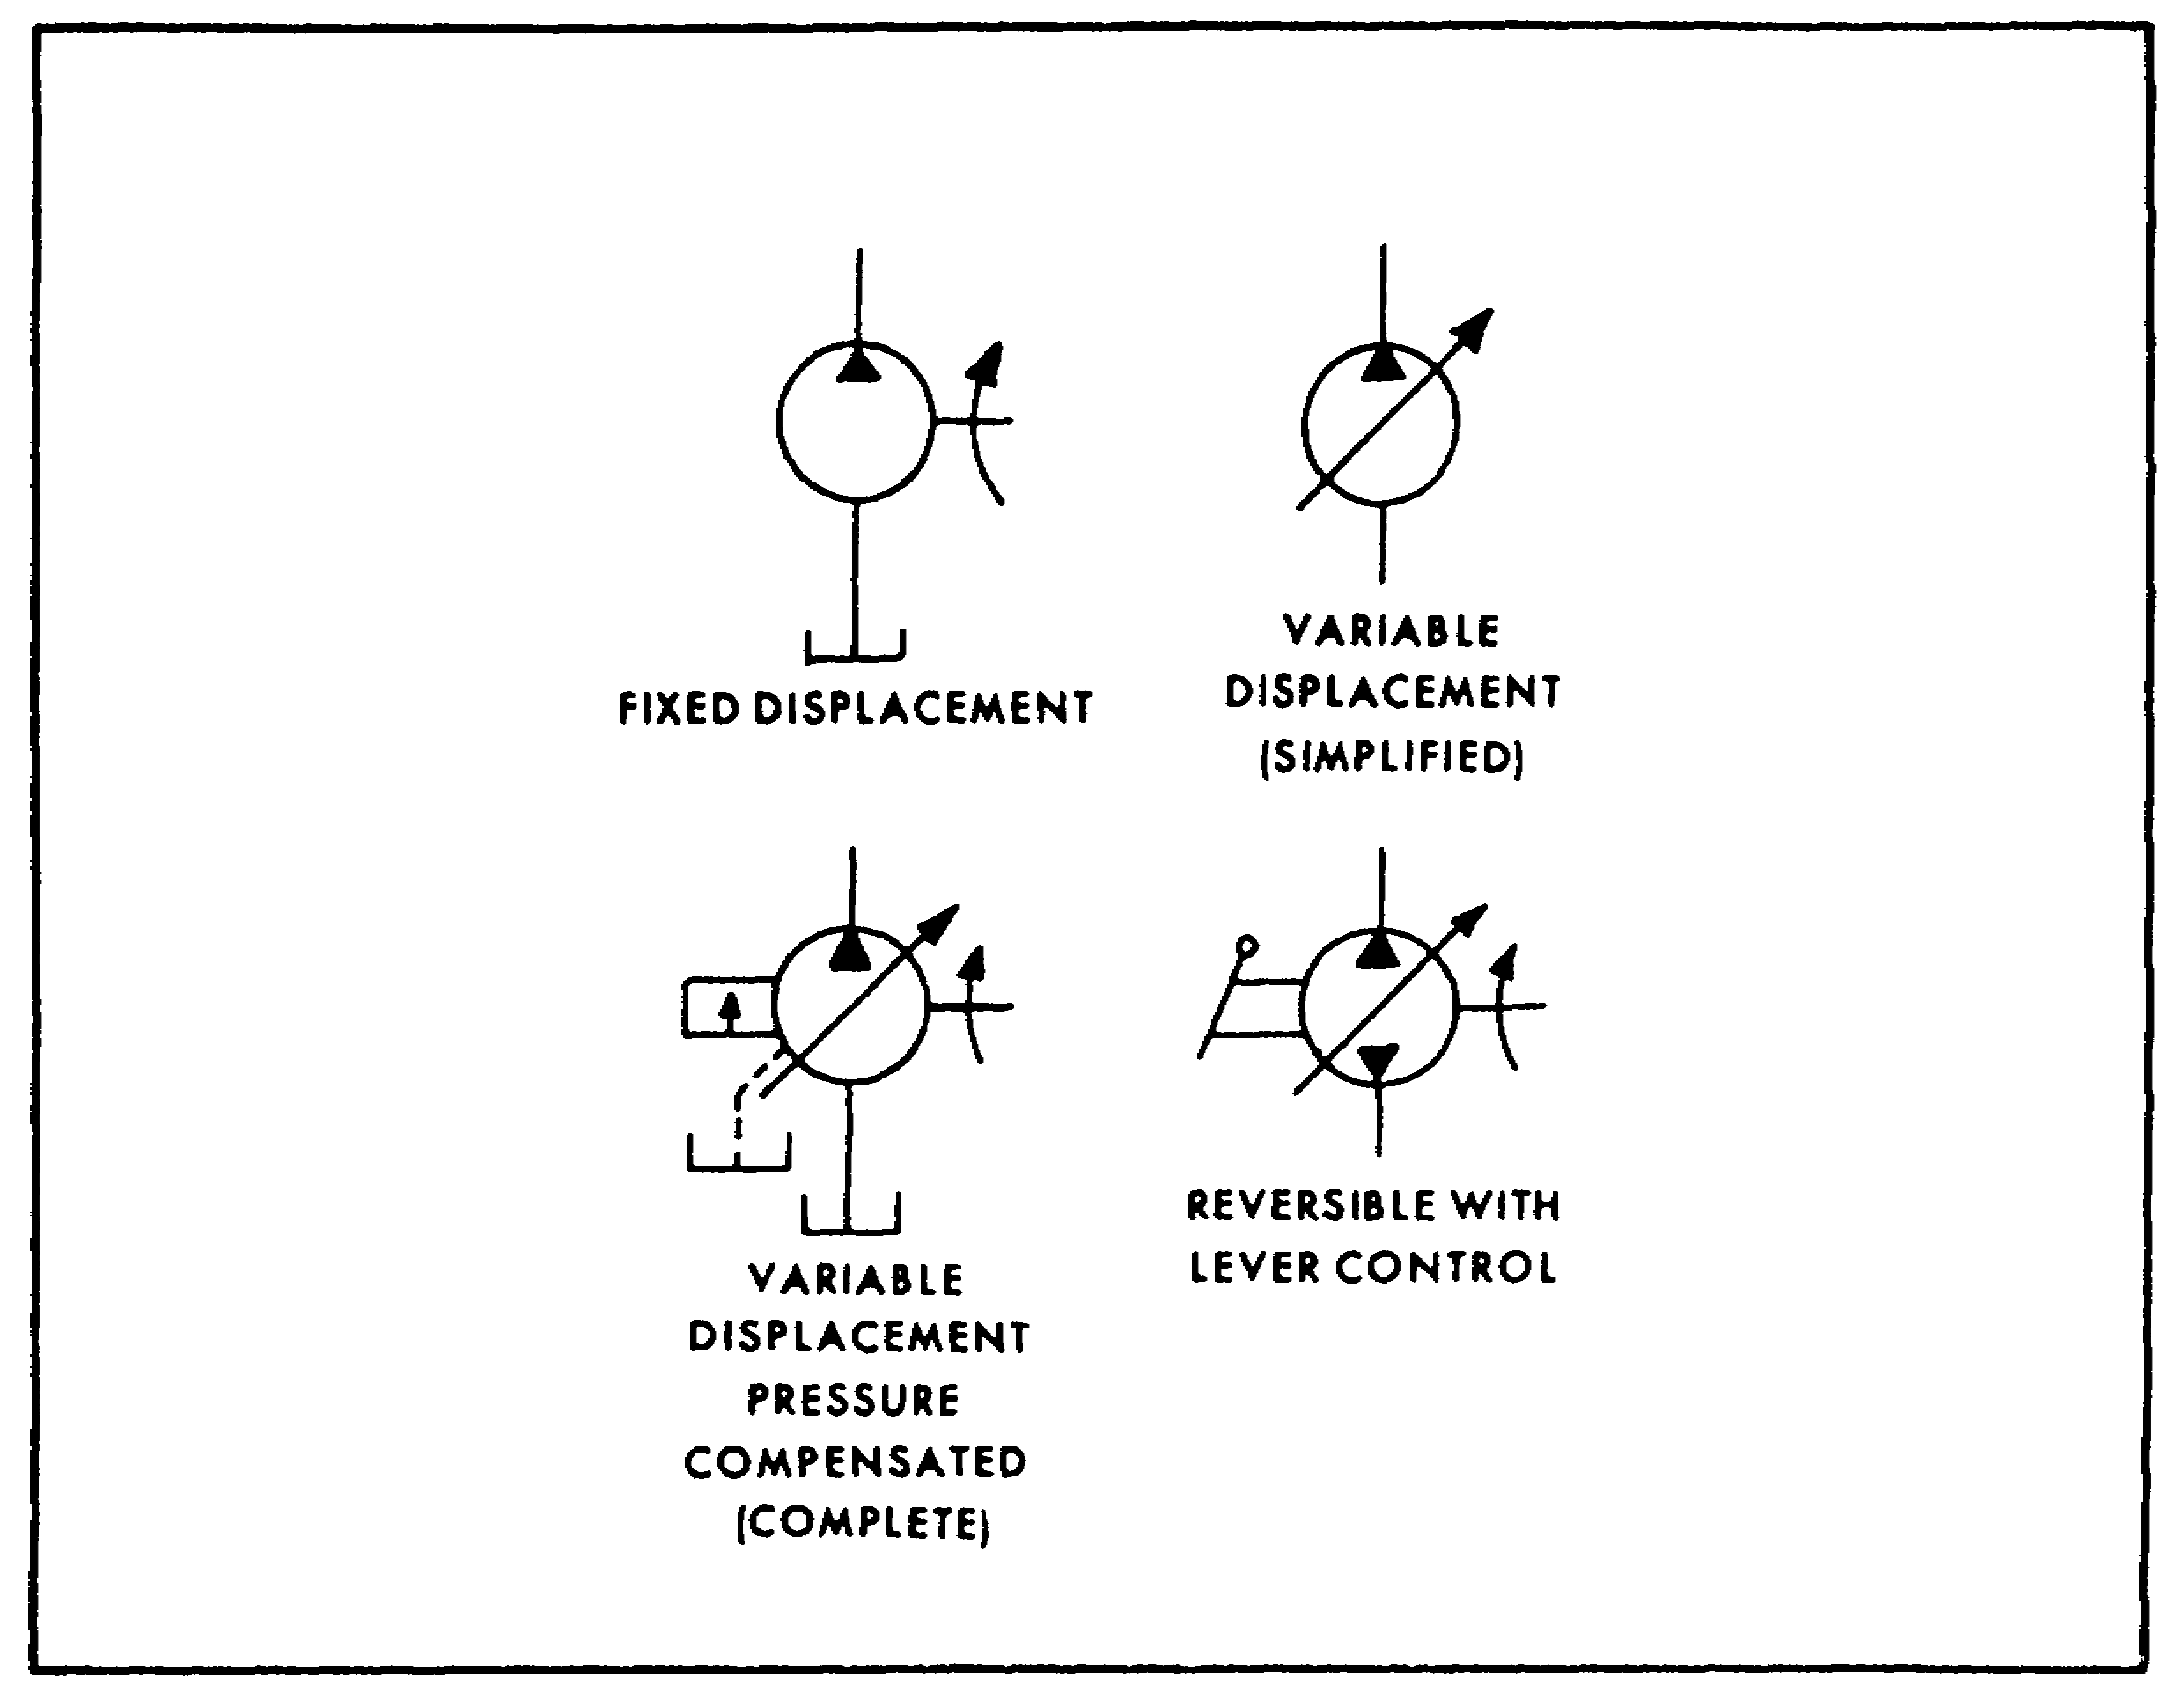 FIXED DISPLACEMENT
VARIABLE
DISPLACEMENT
(SIMPLIFIED)
VARIABLE
DISPLACEMENT
PRESSURE
COMPENSATED
(COMPLETE)
REVERSIBLE WITH
LEVER CONTROL